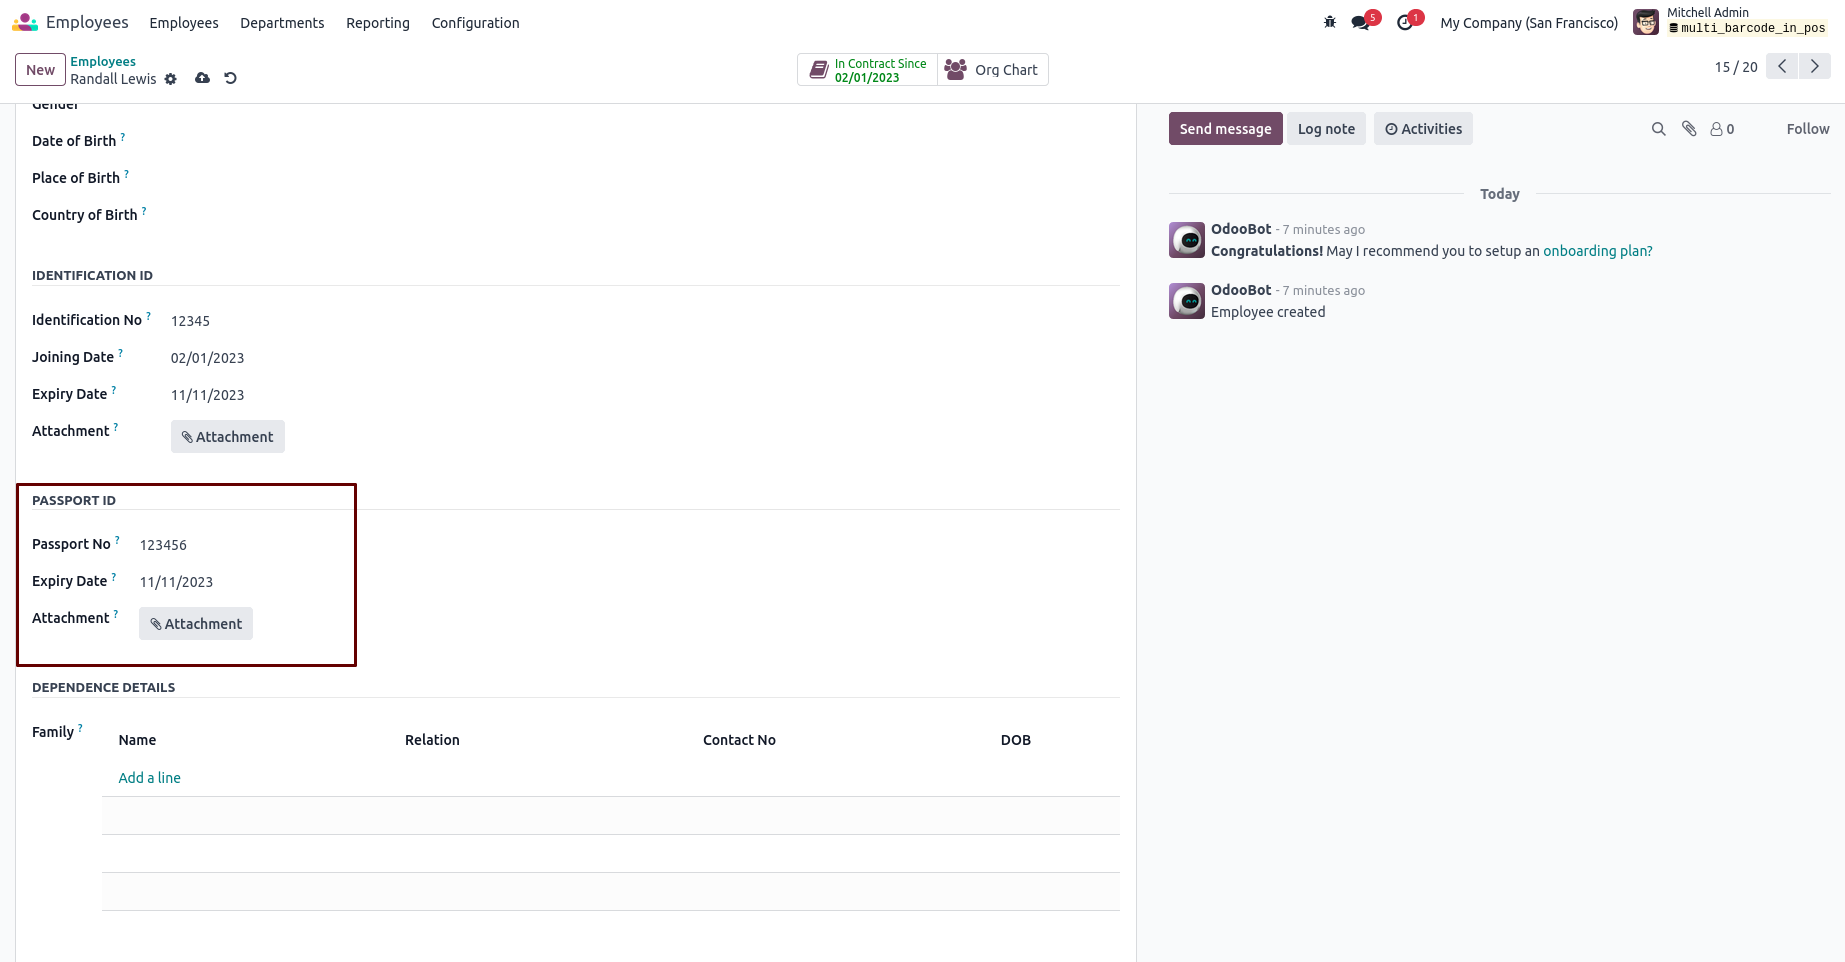 Employees Employees Departments Reporting Configuration 5 1 My Company (San Francisco) Mitchell Admin
multi_barcode_in_pos
New Employees
Randall Lewis
In Contract Since
02/01/2023
Org Chart
15 / 20
Gender
Date of Birth ?
Place of Birth ?
Country of Birth ?
IDENTIFICATION ID
Identification No ? 12345
Joining Date ? 02/01/2023
Expiry Date ? 11/11/2023
Attachment ? Attachment
PASSPORT ID
Passport No ? 123456
Expiry Date ? 11/11/2023
Attachment ? Attachment
DEPENDENCE DETAILS
Family ? Name Relation Contact No DOB
Add a line
Send message Log note Activities 0 Follow
Today
OdooBot - 7 minutes ago
Congratulations! May I recommend you to setup an onboarding plan?
OdooBot - 7 minutes ago
Employee created